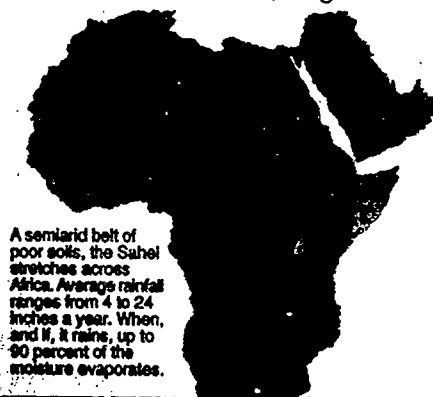 A semiarid belt of
poor soils, the Sahel
stretches across
Africa. Average rainfall
ranges from 4 to 24
inches a year. When,
and if, it rains, up to
90 percent of the
moisture evaporates.